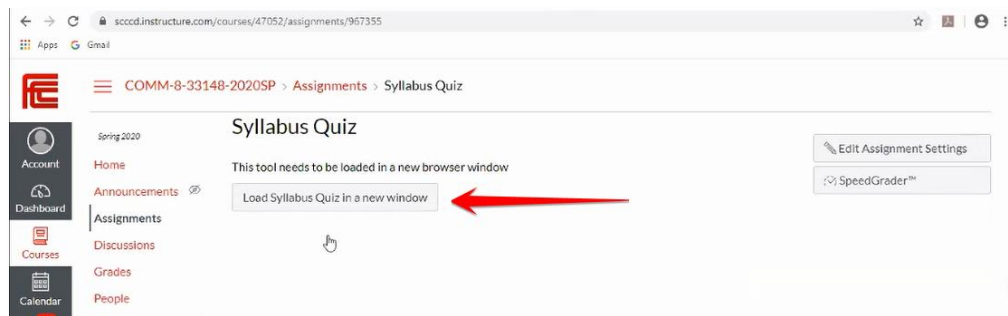 scccd.instructure.com/courses/47052/assignments/967355
Apps G Gmail
FCC
COMM-8-33148-2020SP > Assignments > Syllabus Quiz
Account
Dashboard
Courses
Calendar
Spring 2020
Home
Announcements
Assignments
Discussions
Grades
People
Syllabus Quiz
This tool needs to be loaded in a new browser window
Load Syllabus Quiz in a new window
Edit Assignment Settings
SpeedGrader™